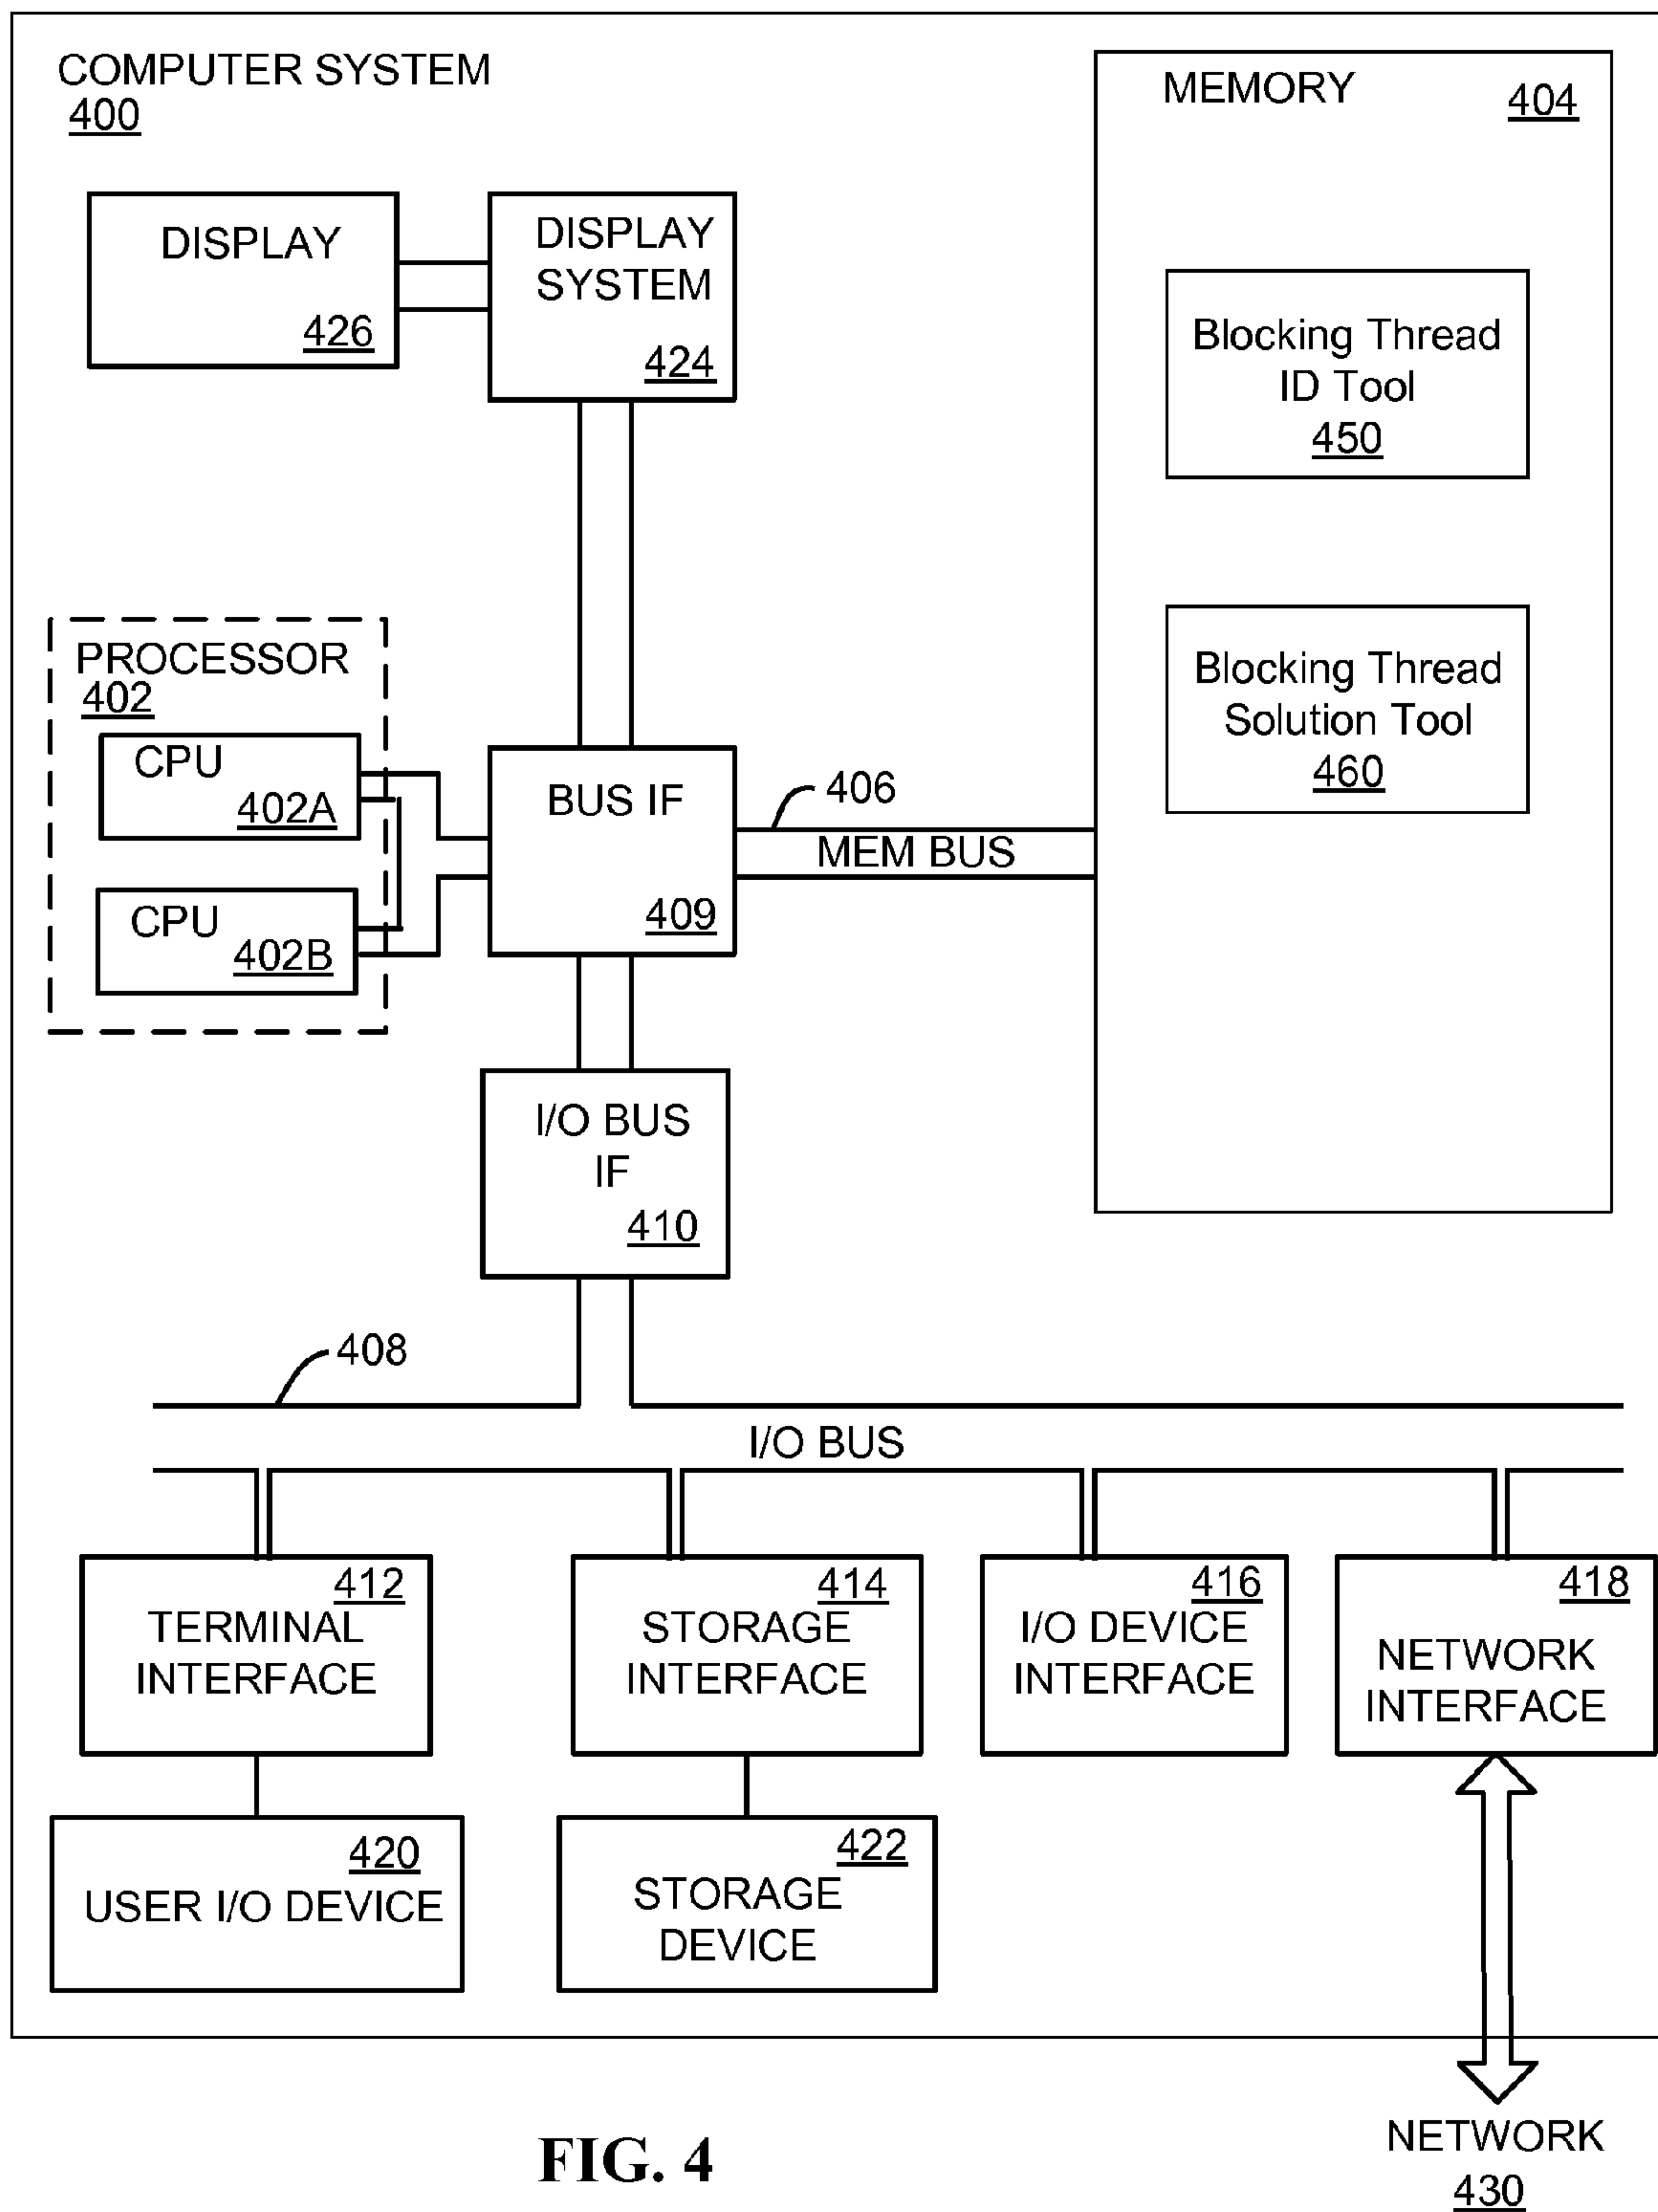 COMPUTER SYSTEM
400
MEMORY
404
DISPLAY
426
DISPLAY
SYSTEM
424
Blocking Thread
ID Tool
450
Blocking Thread
Solution Tool
460
PROCESSOR
402
CPU
402A
CPU
402B
BUS IF
409
406
MEM BUS
I/O BUS
IF
410
408
I/O BUS
412
TERMINAL
INTERFACE
414
STORAGE
INTERFACE
416
I/O DEVICE
INTERFACE
418
NETWORK
INTERFACE
420
USER I/O DEVICE
422
STORAGE
DEVICE
NETWORK
430
FIG. 4